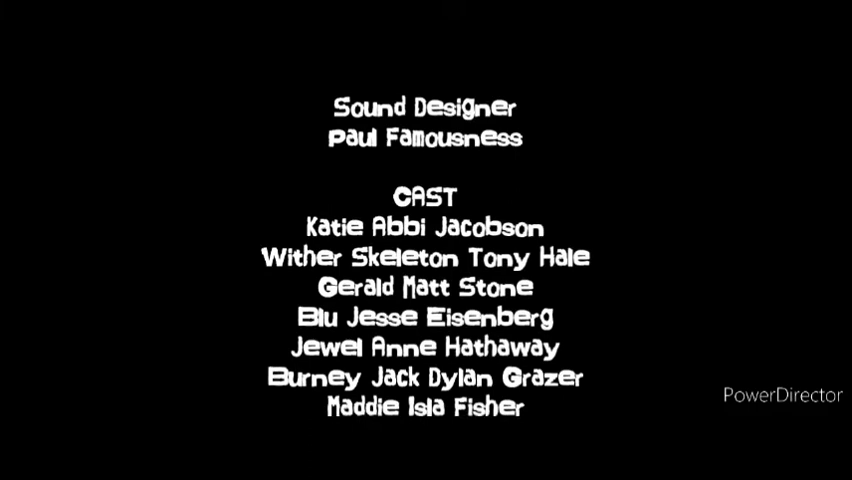 Sound Designer
Paul Famousness
CAST
Katie Abbi Jacobson
Wither Skeleton Tony Hale
Gerald Matt Stone
Blu Jesse Eisenberg
Jewel Anne Hathaway
Burney Jack Dylan Grazer
Maddie Isla Fisher
PowerDirector